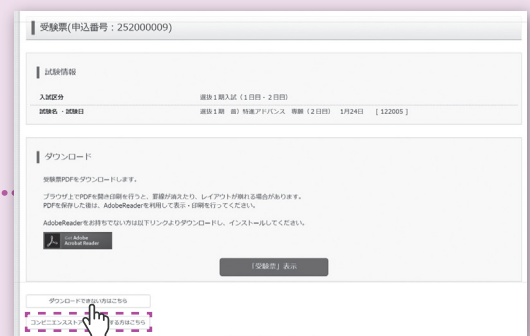 受験票(申込番号：252000009)
試験情報
入試区分 選抜１期入試（１日目・２日目）
試験名・試験日 選抜１期 前）特進アドバンス 専願（２日目） 1月24日 [ 122005 ]
ダウンロード
受験票PDFをダウンロードします。
ブラウザ上でPDFを開き印刷を行うと、罫線が消えたり、レイアウトが崩れる場合があります。
PDFを保存した後は、AdobeReaderを利用して表示・印刷を行ってください。
AdobeReaderをお持ちでない方は以下リンクよりダウンロードし、インストールしてください。
Get Adobe
Acrobat Reader
「受験票」表示
ダウンロードできない方はこちら
コンビニエンススト する方はこちら